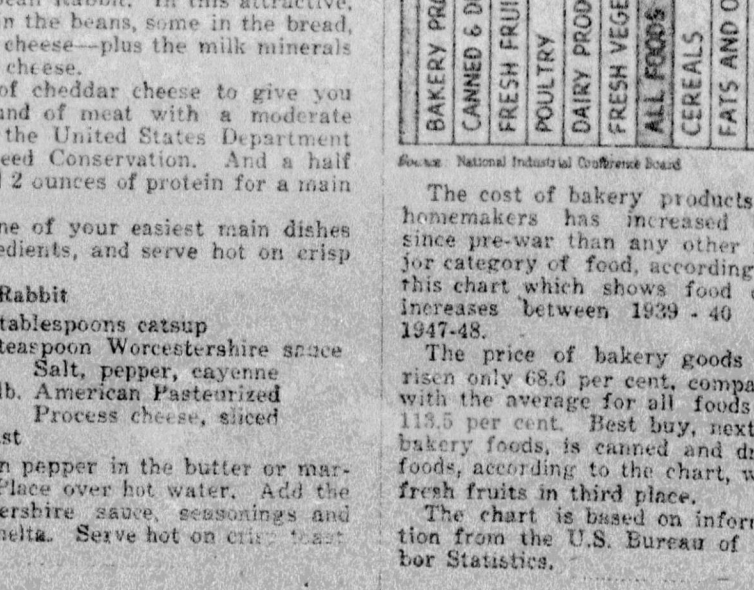 n the beans, some in the bread,
cheese—plus the milk minerals
cheese.
of cheddar cheese to give you
and of meat with a moderate
the United States Department
eed Conservation. And a half
2 ounces of protein for a main
ne of your easiest main dishes
edients, and serve hot on crisp
Rabbit
tablespoons catsup
teaspoon Worcestershire sauce
Salt, pepper, cayenne
lb. American Pasteurized
Process cheese, sliced
st
n pepper in the butter or mar-
Place over hot water. Add the
ershire sauce, seasonings and
melts. Serve hot on crisp toast
BAKERY PR
CANNED & D
FRESH FRUI
POULTRY
DAIRY PROD
FRESH VEGE
ALL FOODS
CEREALS
FATS AND O
Source: National Industrial Conference Board
The cost of bakery products
homemakers has increased
since pre-war than any other
jor category of food, according
this chart which shows food
increases between 1939 - 40
1947-48.
The price of bakery goods
risen only 68.6 per cent, compa
with the average for all foods
113.5 per cent. Best buy, next
bakery foods, is canned and d
foods, according to the chart, w
fresh fruits in third place.
The chart is based on infor
tion from the U.S. Bureau of
bor Statistics.